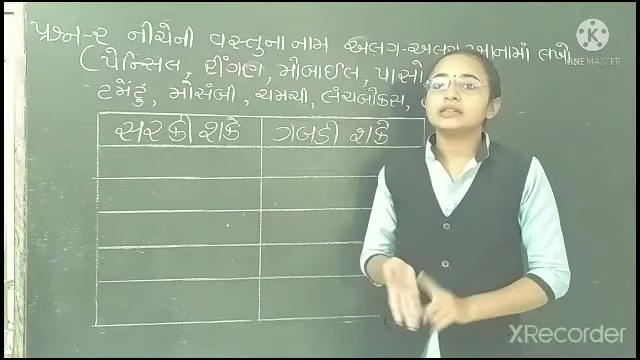 પ્રશ્ન-૨ નીચેની વસ્તુના નામ અલગ-અલગ ખાનામાં લખો
(પેન્સિલ, રીંગણ, મોબાઈલ, પાસો
ટમેટુ, મોસંબી, ચમચી, લંચબોક્સ,
સરકી શકે ગબડી શકે
KINEMASTER
XRecorder